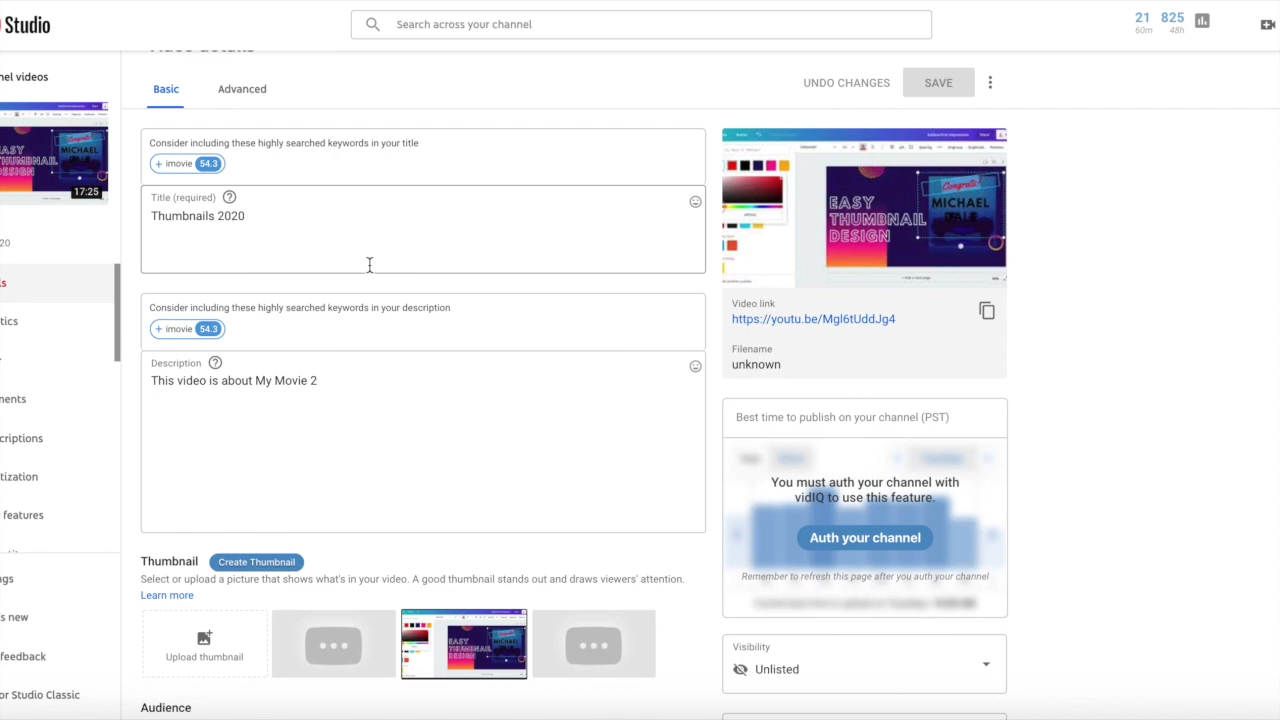 Studio
Search across your channel
21 825
60m 48h
nel videos
Basic
Advanced
UNDO CHANGES
SAVE
17:25
20
ls
tics
ments
criptions
tization
features
ngs
's new
feedback
or Studio Classic
Consider including these highly searched keywords in your title
+ imovie 54.3
Title (required)
Thumbnails 2020
Consider including these highly searched keywords in your description
+ imovie 54.3
Description
This video is about My Movie 2
Thumbnail
Create Thumbnail
Select or upload a picture that shows what's in your video. A good thumbnail stands out and draws viewers' attention.
Learn more
Upload thumbnail
EASY
THUMBNAIL
DESIGN
Audience
Congrats!
MICHAEL
DALE
EASY
THUMBNAIL
DESIGN
Video link
https://youtu.be/Mgl6tUddJg4
Filename
unknown
Best time to publish on your channel (PST)
You must auth your channel with
vidIQ to use this feature.
Auth your channel
Remember to refresh this page after you auth your channel
Visibility
Unlisted